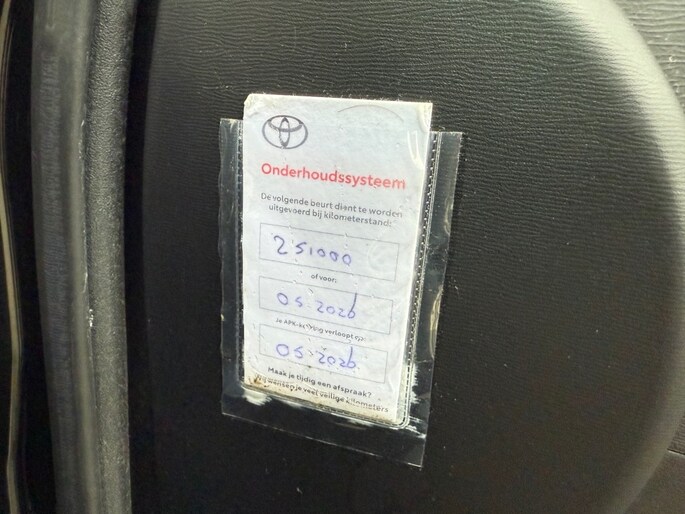 Onderhoudssysteem
De volgende beurt dient te worden
uitgevoerd bij kilometerstand:
251000
of voor:
05 2026
Je APK-keuring verloopt op:
05 2026
Maak je tijdig een afspraak?
Wij wensen je veel veilige kilometers